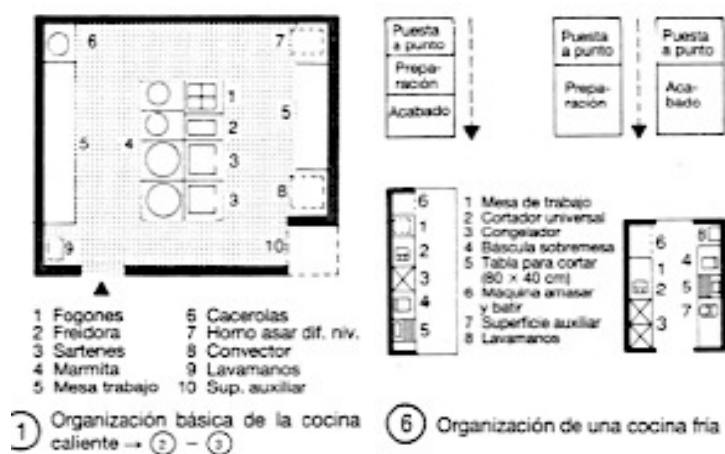 6
7
1
5
4
2
5
3
8
3
9
10
1 Fogones
2 Freidora
3 Sartenes
4 Marmita
5 Mesa trabajo
6 Cacerolas
7 Horno asar dif. niv.
8 Convector
9 Lavamanos
10 Sup. auxiliar
1 Organización básica de la cocina
caliente → 2 – 3
Puesta
a punto
Prepa-
ración
Acabado
Puesta
a punto
Prepa-
ración
Puesta
a punto
Aca-
bado
6
1
2
3
4
5
1 Mesa de trabajo
2 Cortador universal
3 Congelador
4 Báscula sobremesa
5 Tabla para cortar
(80 × 40 cm)
6 Máquina amasar
y batir
7 Superficie auxiliar
8 Lavamanos
6
8
1
4
2
5
3
7
6 Organización de una cocina fría